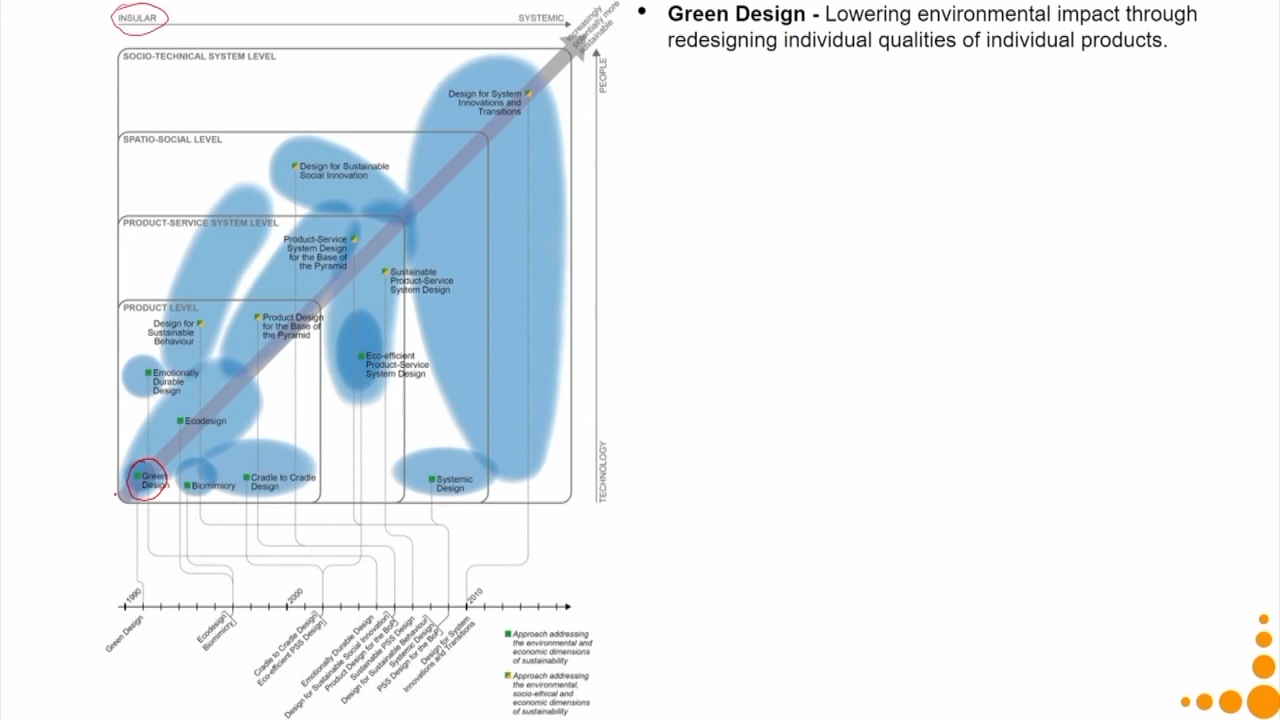 INSULAR
SYSTEMIC
Increasingly
potentially more
sustainable
SOCIO-TECHNICAL SYSTEM LEVEL
PEOPLE
Design for System
Innovations and
Transitions
SPATIO-SOCIAL LEVEL
Design for Sustainable
Social Innovation
PRODUCT-SERVICE SYSTEM LEVEL
Product-Service
System Design
for the Base of
the Pyramid
Sustainable
Product-Service
System Design
PRODUCT LEVEL
Design for
Sustainable
Behaviour
Product Design
for the Base of
the Pyramid
Eco-efficient
Product-Service
System Design
Emotionally
Durable
Design
Ecodesign
Green
Design
Biomimicry
Cradle to Cradle
Design
Systemic
Design
TECHNOLOGY
1990
2000
2010
Green Design
Ecodesign
Biomimicry
Cradle to Cradle Design
Eco-efficient PSS Design
Emotionally Durable Design
Design for Sustainable Social Innovation
Product Design for the BoP
Sustainable PSS Design
Design for Sustainable Behaviour
Systemic Design
PSS Design for the BoP
Design for System
Innovations and Transitions
Approach addressing
the environmental and
economic dimensions
of sustainability
Approach addressing
the environmental,
socio-ethical and
economic dimensions
of sustainability
• Green Design - Lowering environmental impact through
redesigning individual qualities of individual products.